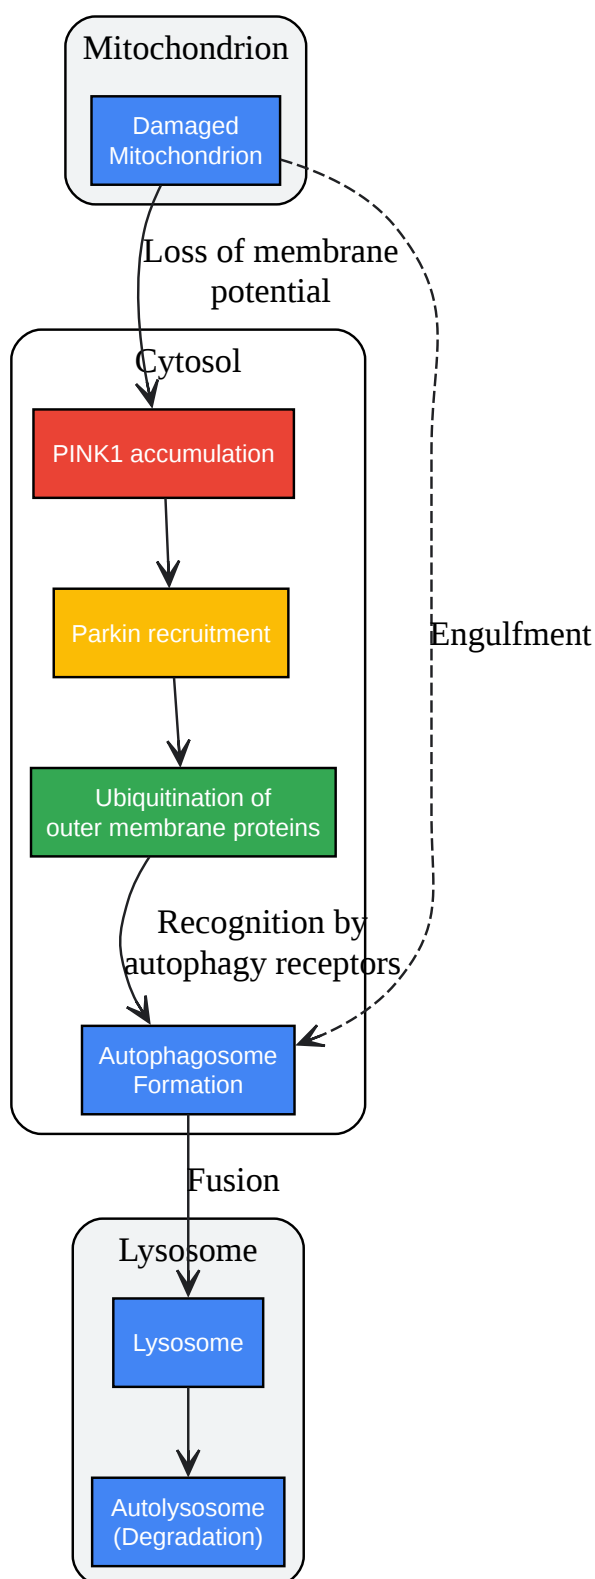 Mitochondrion
Damaged
Mitochondrion
Loss of membrane
potential
Cytosol
PINK1 accumulation
Parkin recruitment
Engulfment
Ubiquitination of
outer membrane proteins
Recognition by
autophagy receptors
Autophagosome
Formation
Fusion
Lysosome
Lysosome
Autolysosome
(Degradation)